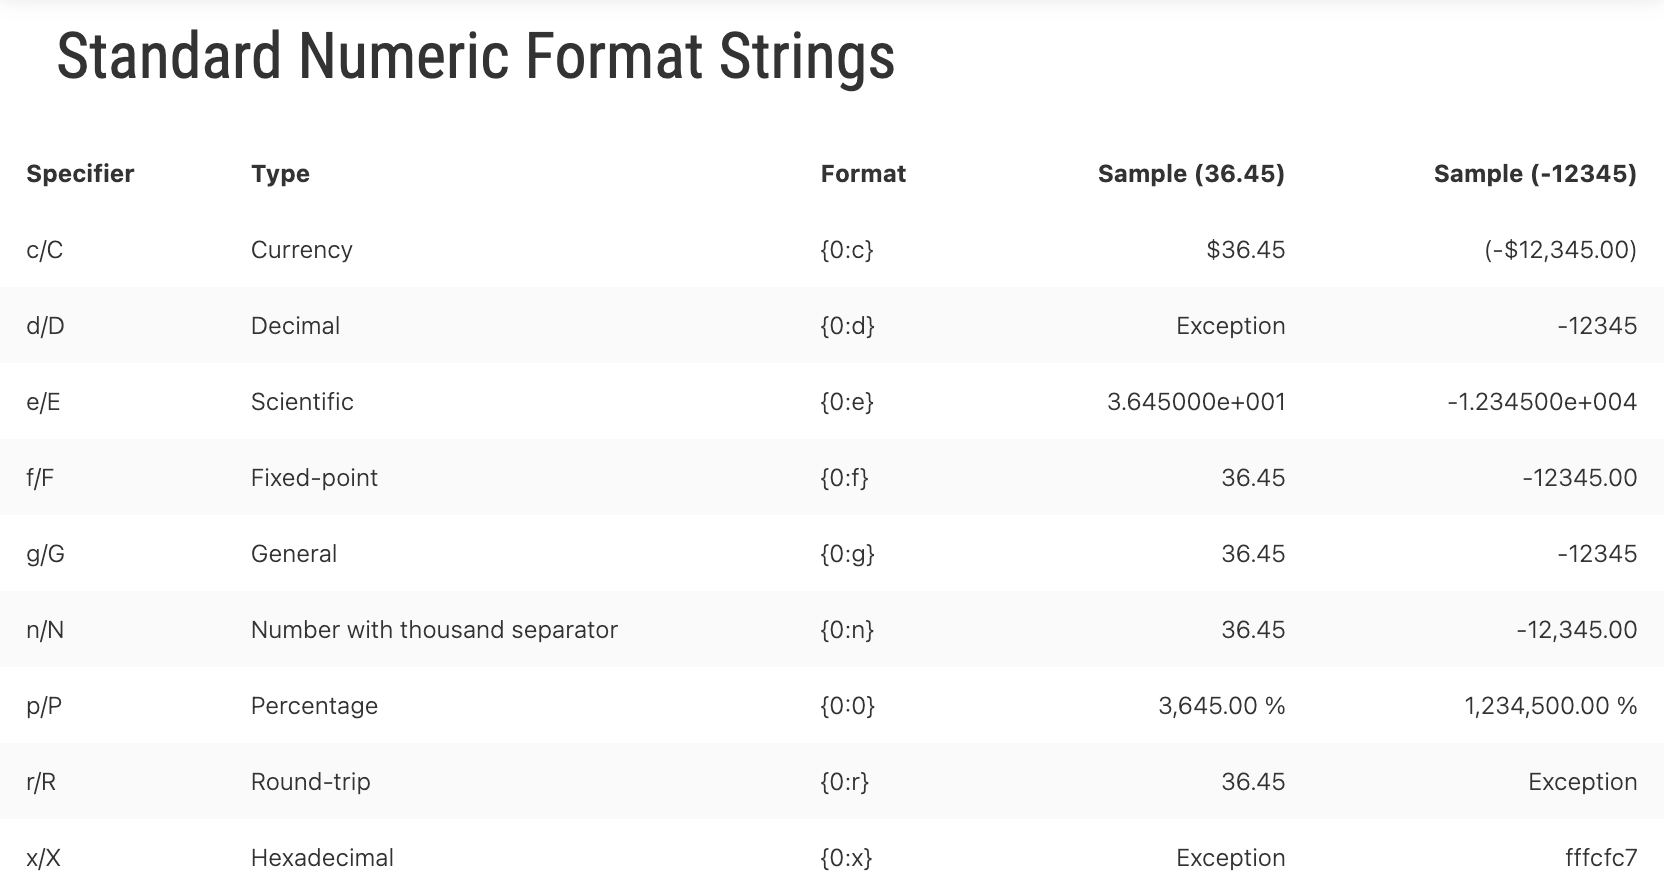 Standard Numeric Format Strings
Specifier Type Format Sample (36.45) Sample (-12345)
c/C Currency {0:c} $36.45 (-$12,345.00)
d/D Decimal {0:d} Exception -12345
e/E Scientific {0:e} 3.645000e+001 -1.234500e+004
f/F Fixed-point {0:f} 36.45 -12345.00
g/G General {0:g} 36.45 -12345
n/N Number with thousand separator {0:n} 36.45 -12,345.00
p/P Percentage {0:0} 3,645.00 % 1,234,500.00 %
r/R Round-trip {0:r} 36.45 Exception
x/X Hexadecimal {0:x} Exception fffcfc7